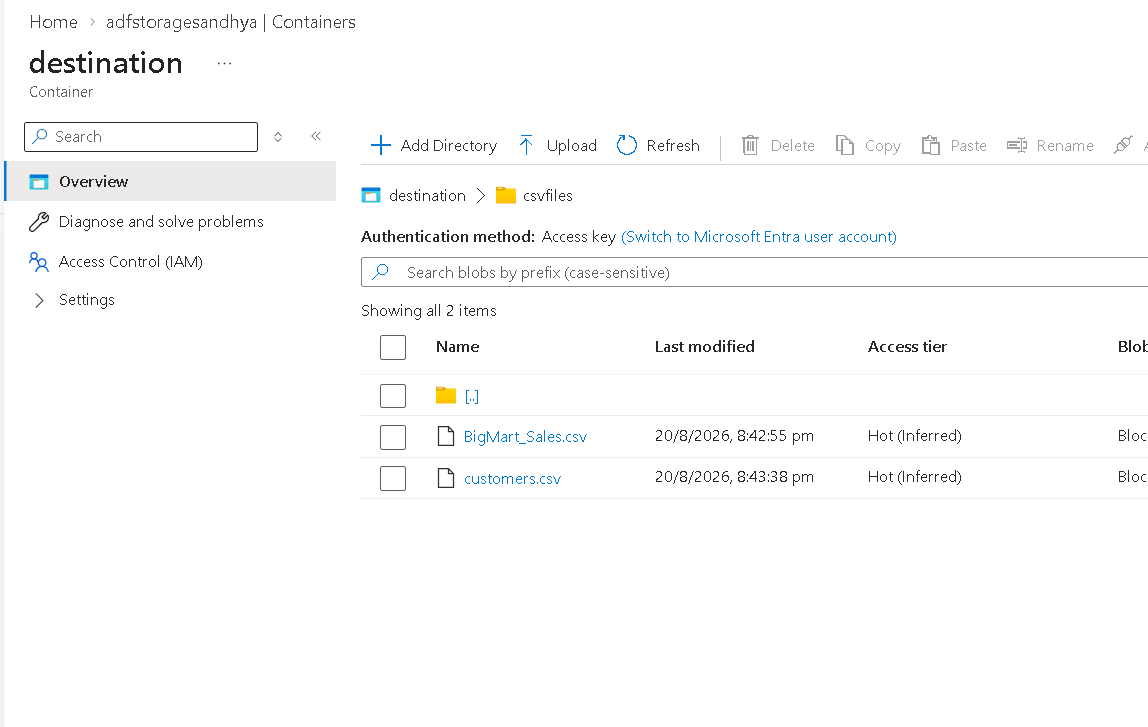 Home > adfstoragesandhya | Containers
destination ...
Container
Search
Overview
Diagnose and solve problems
Access Control (IAM)
Settings
Add Directory Upload Refresh Delete Copy Paste Rename
destination > csvfiles
Authentication method: Access key (Switch to Microsoft Entra user account)
Search blobs by prefix (case-sensitive)
Showing all 2 items
Name Last modified Access tier Blob
[..]
BigMart_Sales.csv 20/8/2026, 8:42:55 pm Hot (Inferred) Bloc
customers.csv 20/8/2026, 8:43:38 pm Hot (Inferred) Bloc